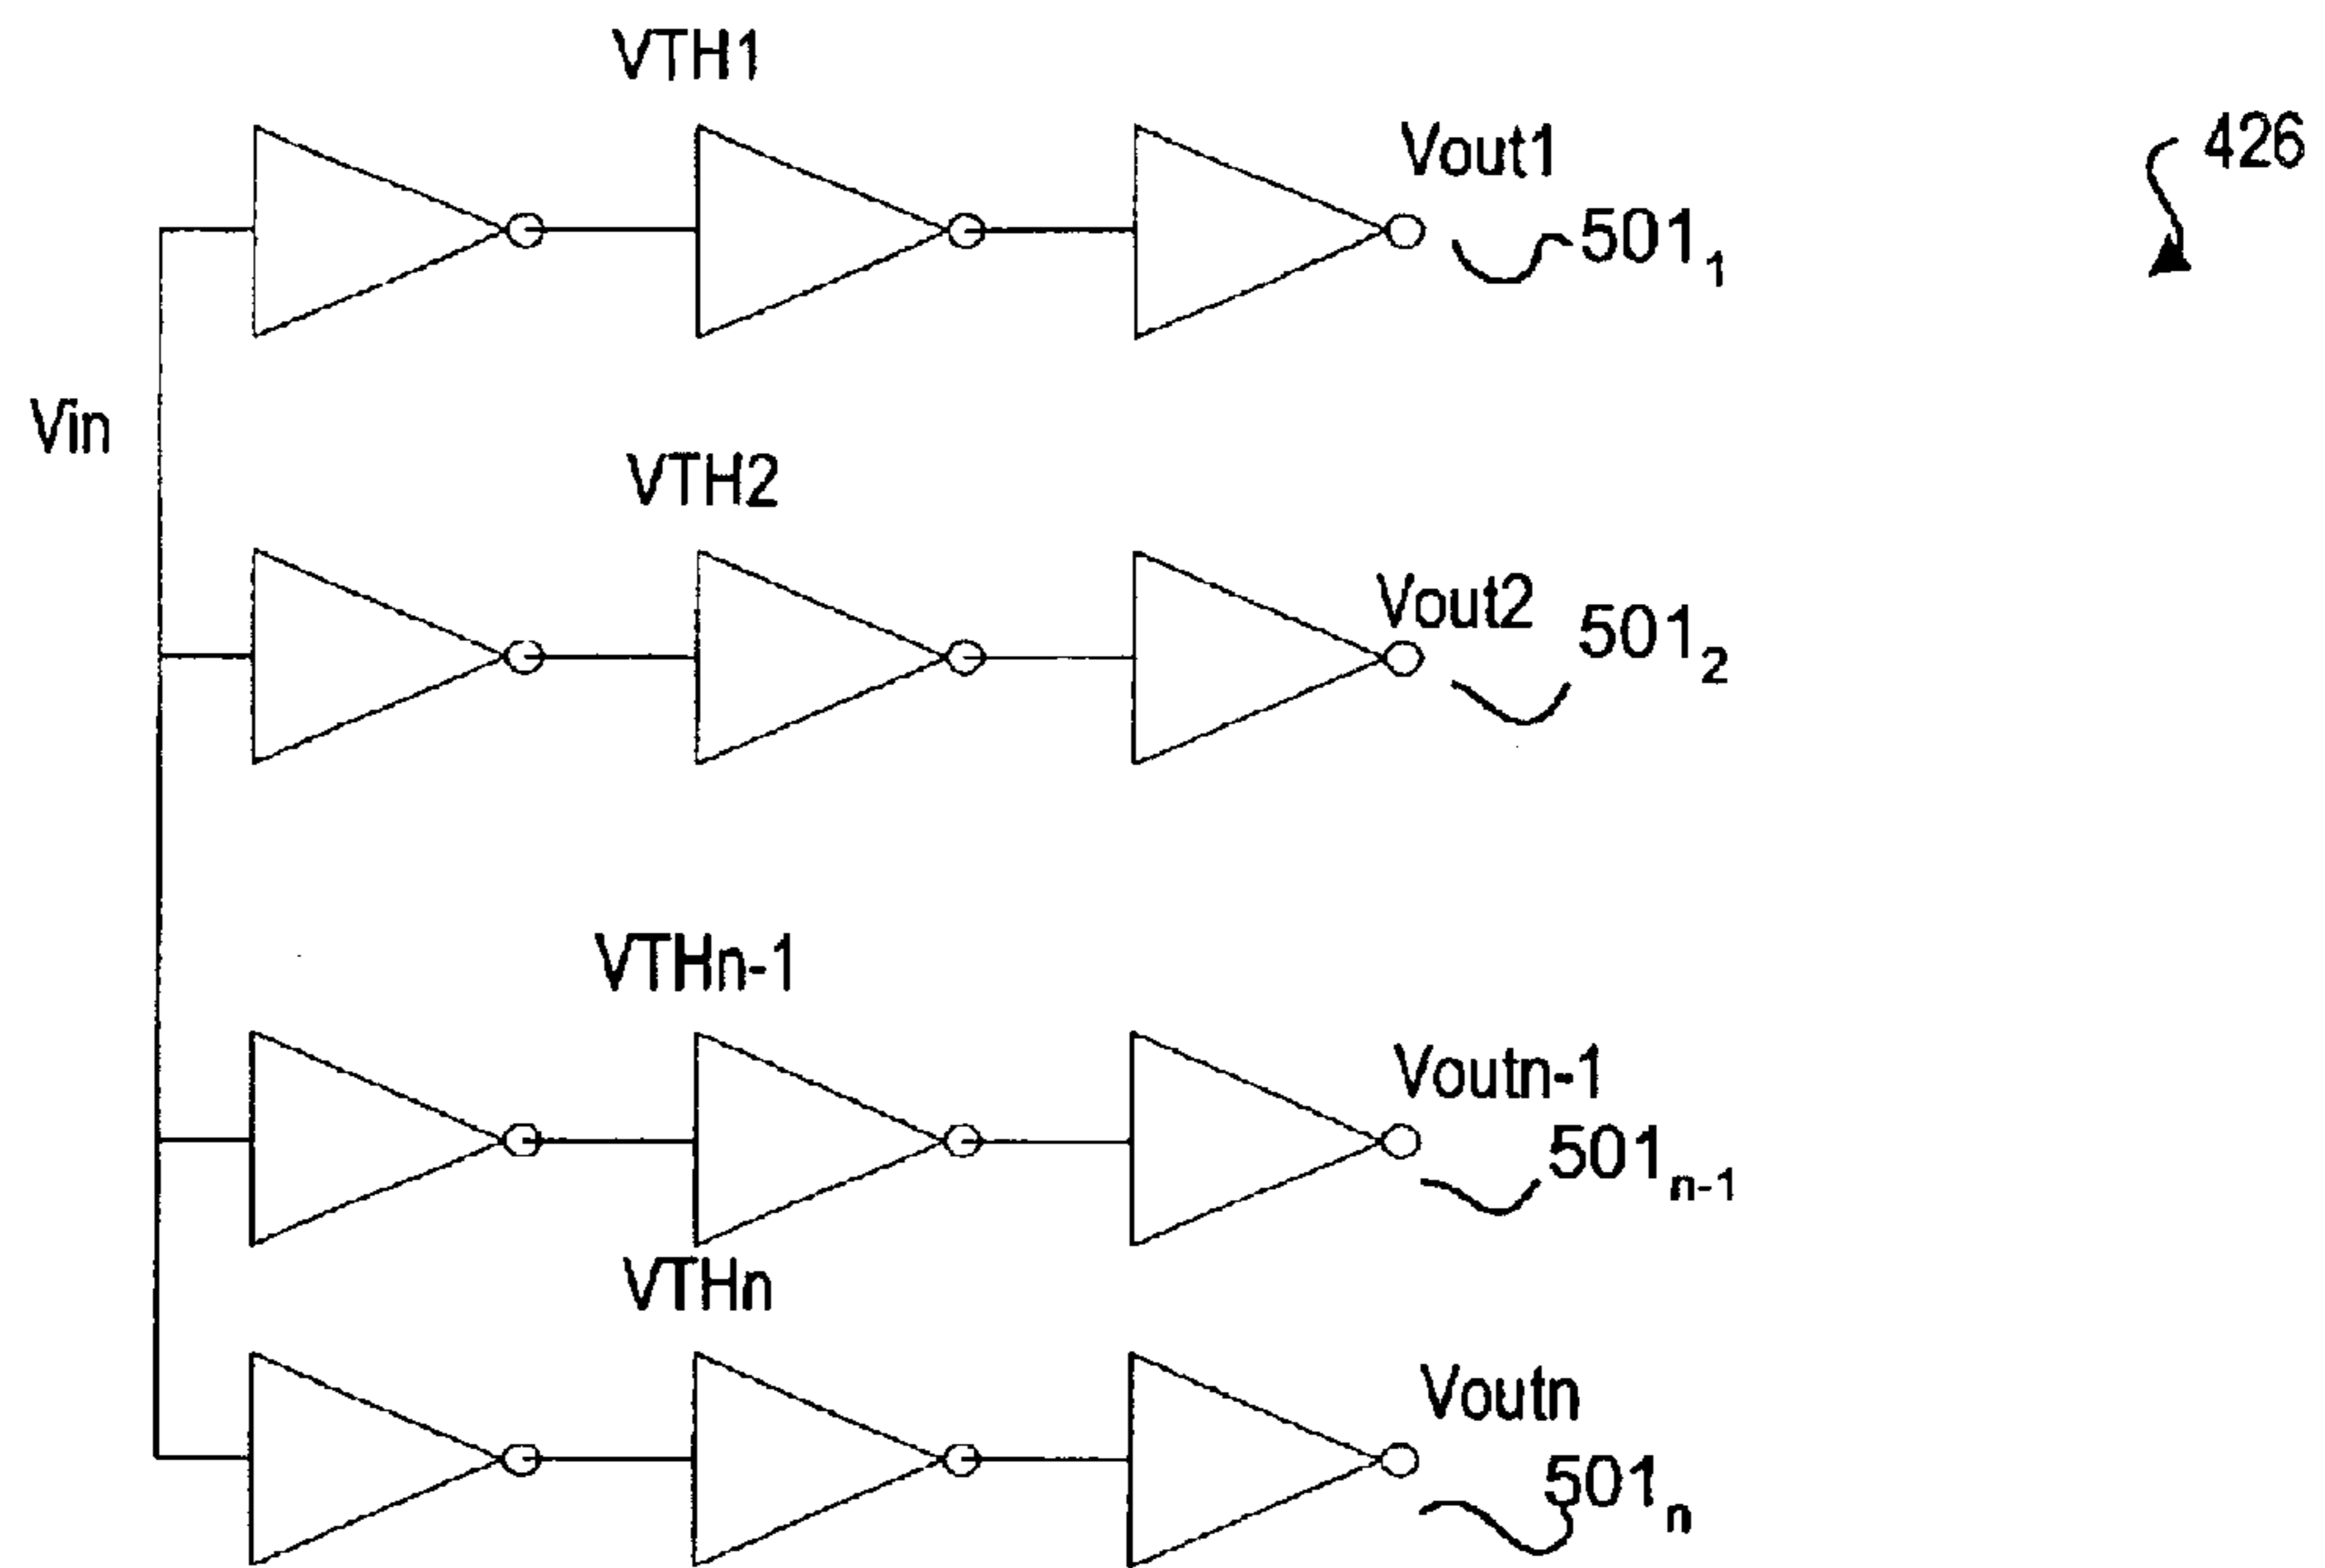 VTH1
Vout1
426
501₁
Vin
VTH2
Vout2
501₂
VTHn-1
Voutn-1
501ₙ₋₁
VTHn
Voutn
501ₙ